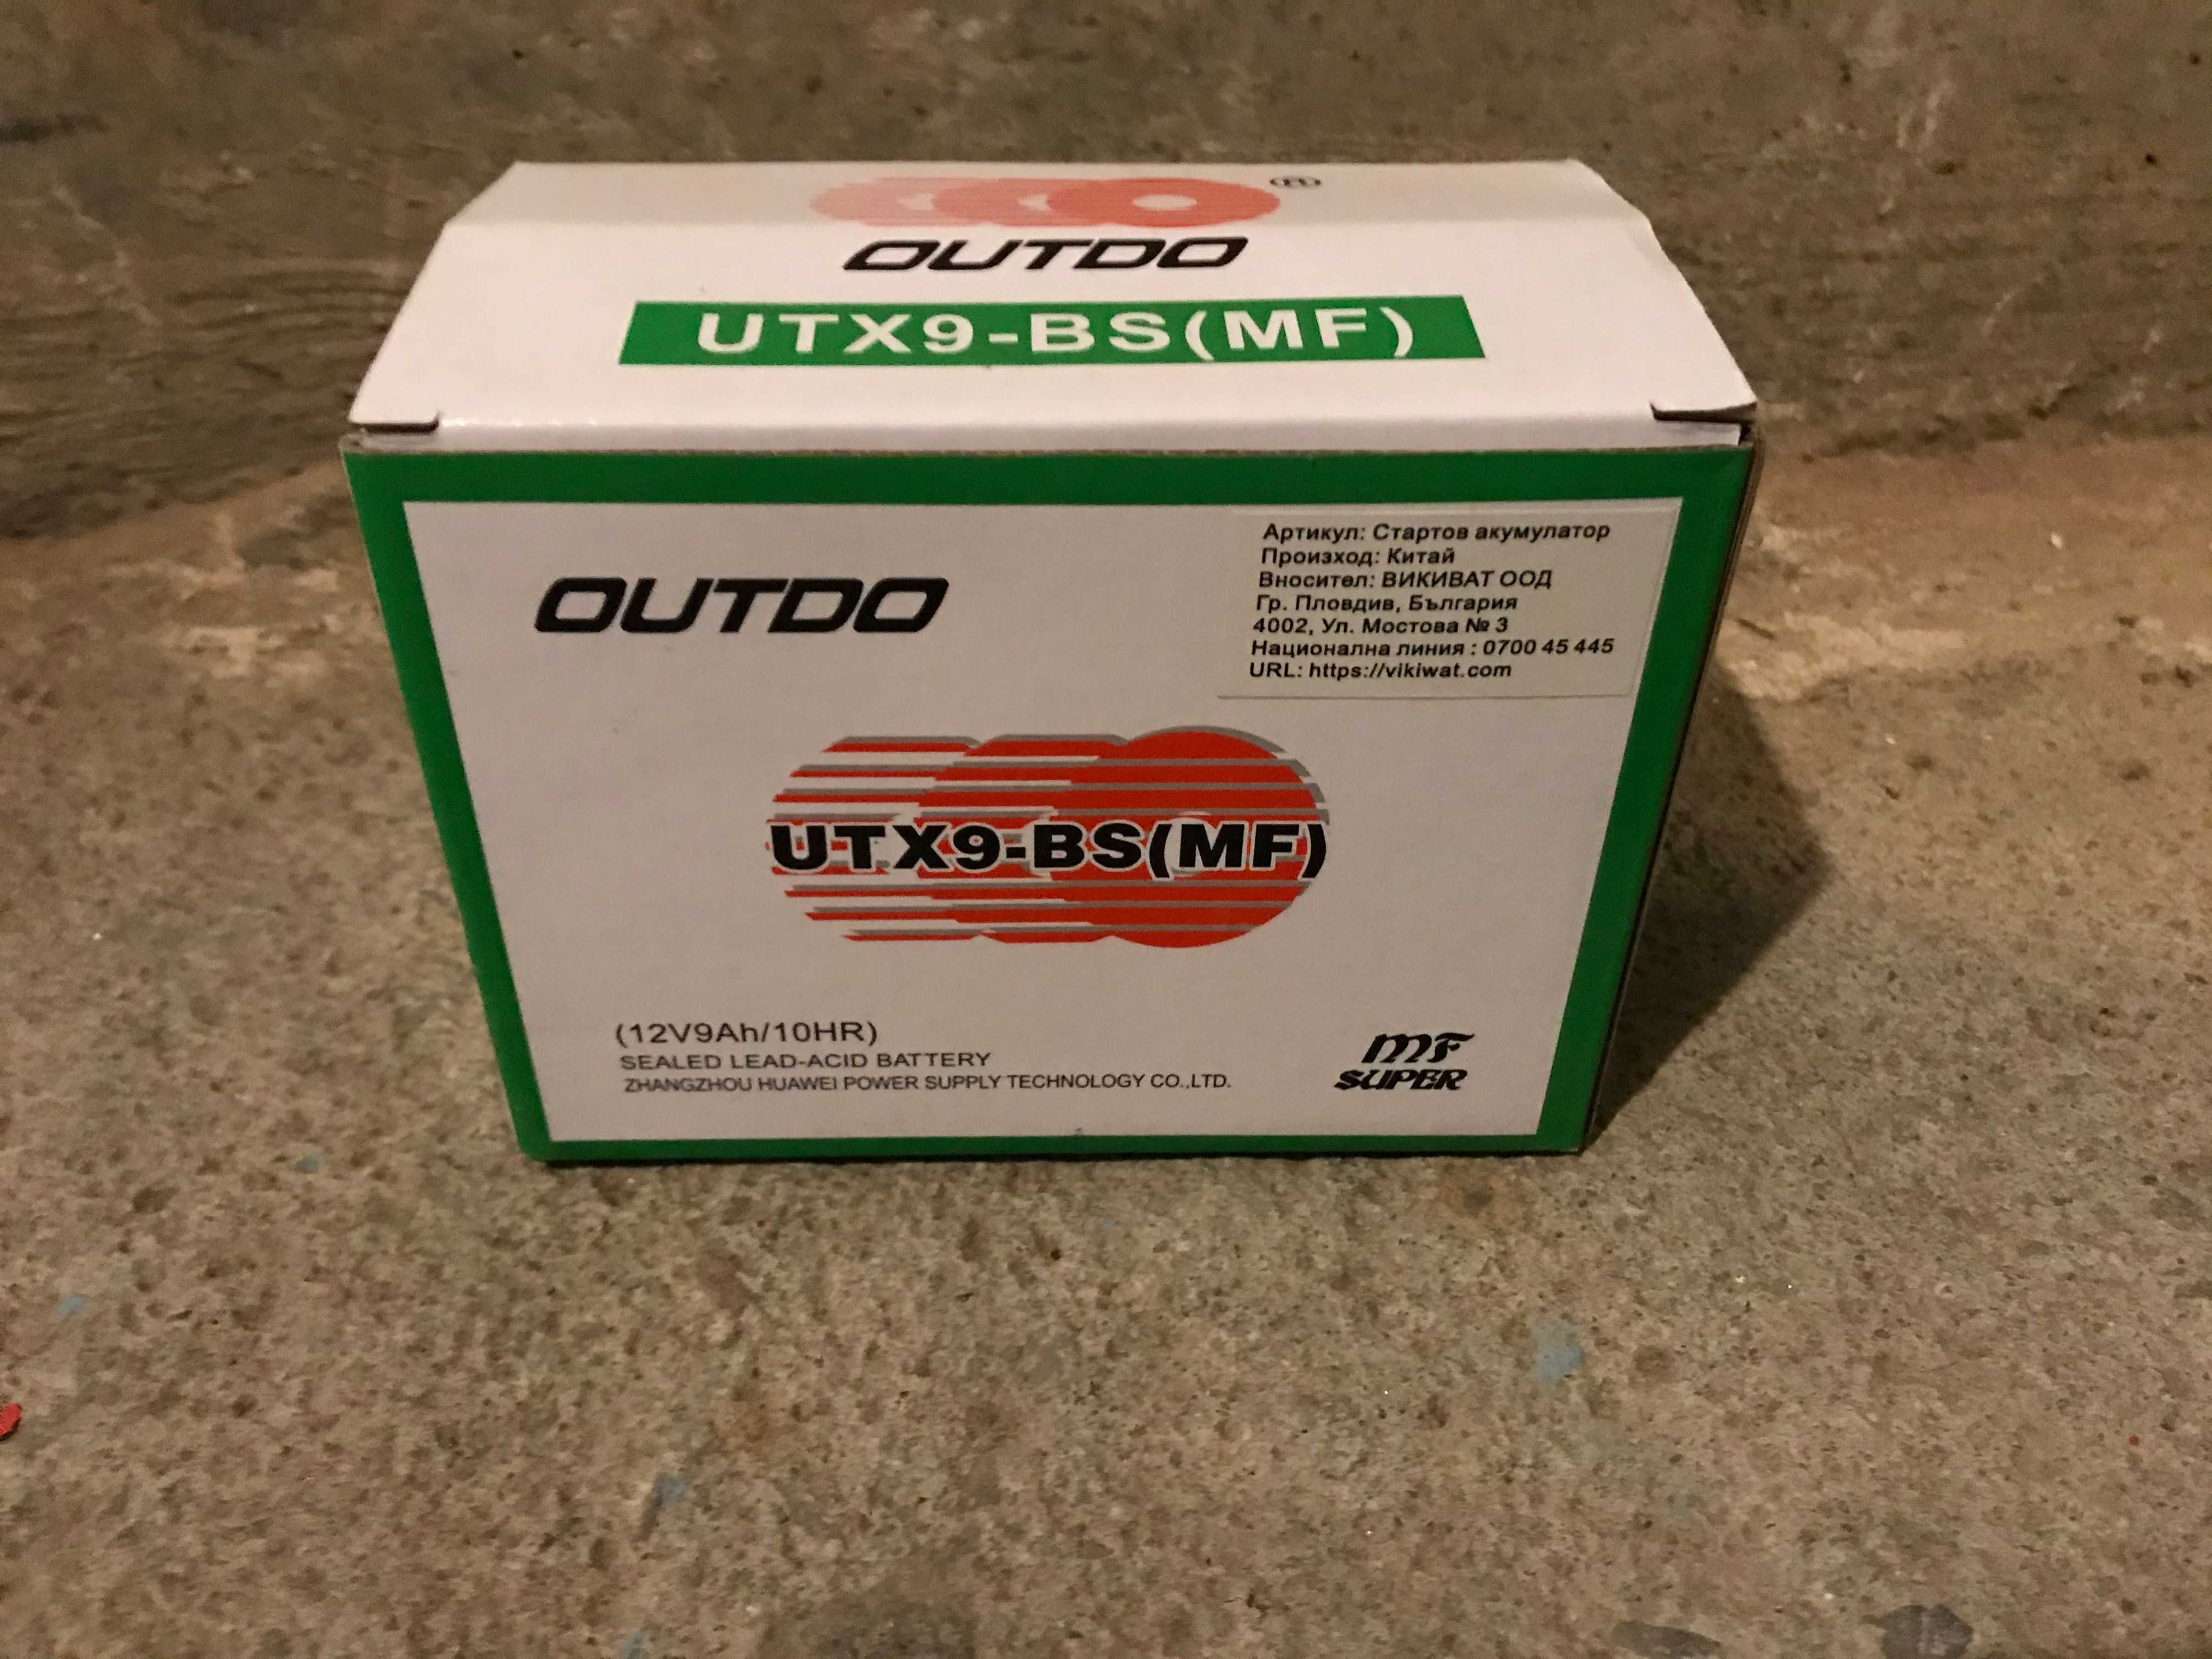 ®
OUTDO
UTX9-BS(MF)
OUTDO
Артикул: Стартов акумулатор
Произход: Китай
Вносител: ВИКИВАТ ООД
Гр. Пловдив, България
4002, Ул. Мостова № 3
Национална линия : 0700 45 445
URL: https://vikiwat.com
UTX9-BS(MF)
(12V9Ah/10HR)
SEALED LEAD-ACID BATTERY
ZHANGZHOU HUAWEI POWER SUPPLY TECHNOLOGY CO.,LTD.
MF
SUPER